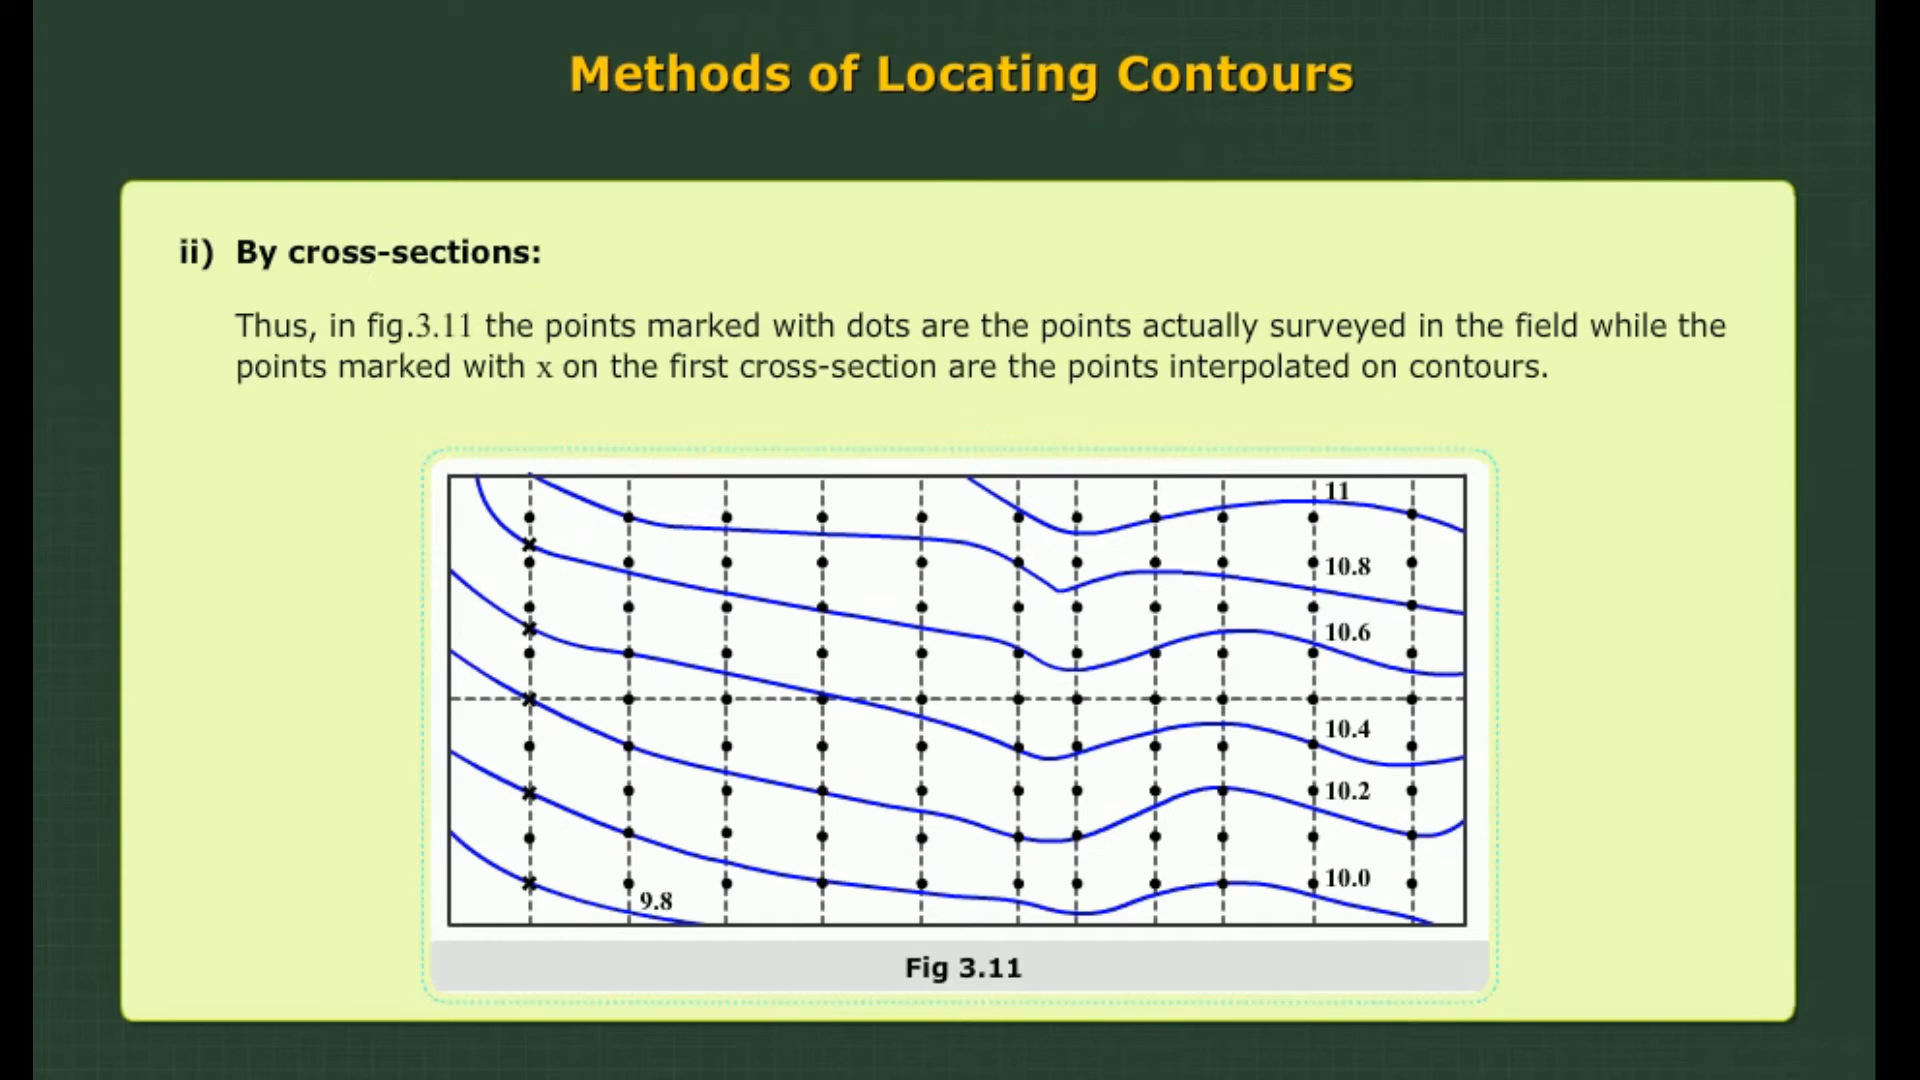 Methods of Locating Contours
ii) By cross-sections:
Thus, in fig.3.11 the points marked with dots are the points actually surveyed in the field while the
points marked with x on the first cross-section are the points interpolated on contours.
11
10.8
10.6
10.4
10.2
10.0
9.8
Fig 3.11